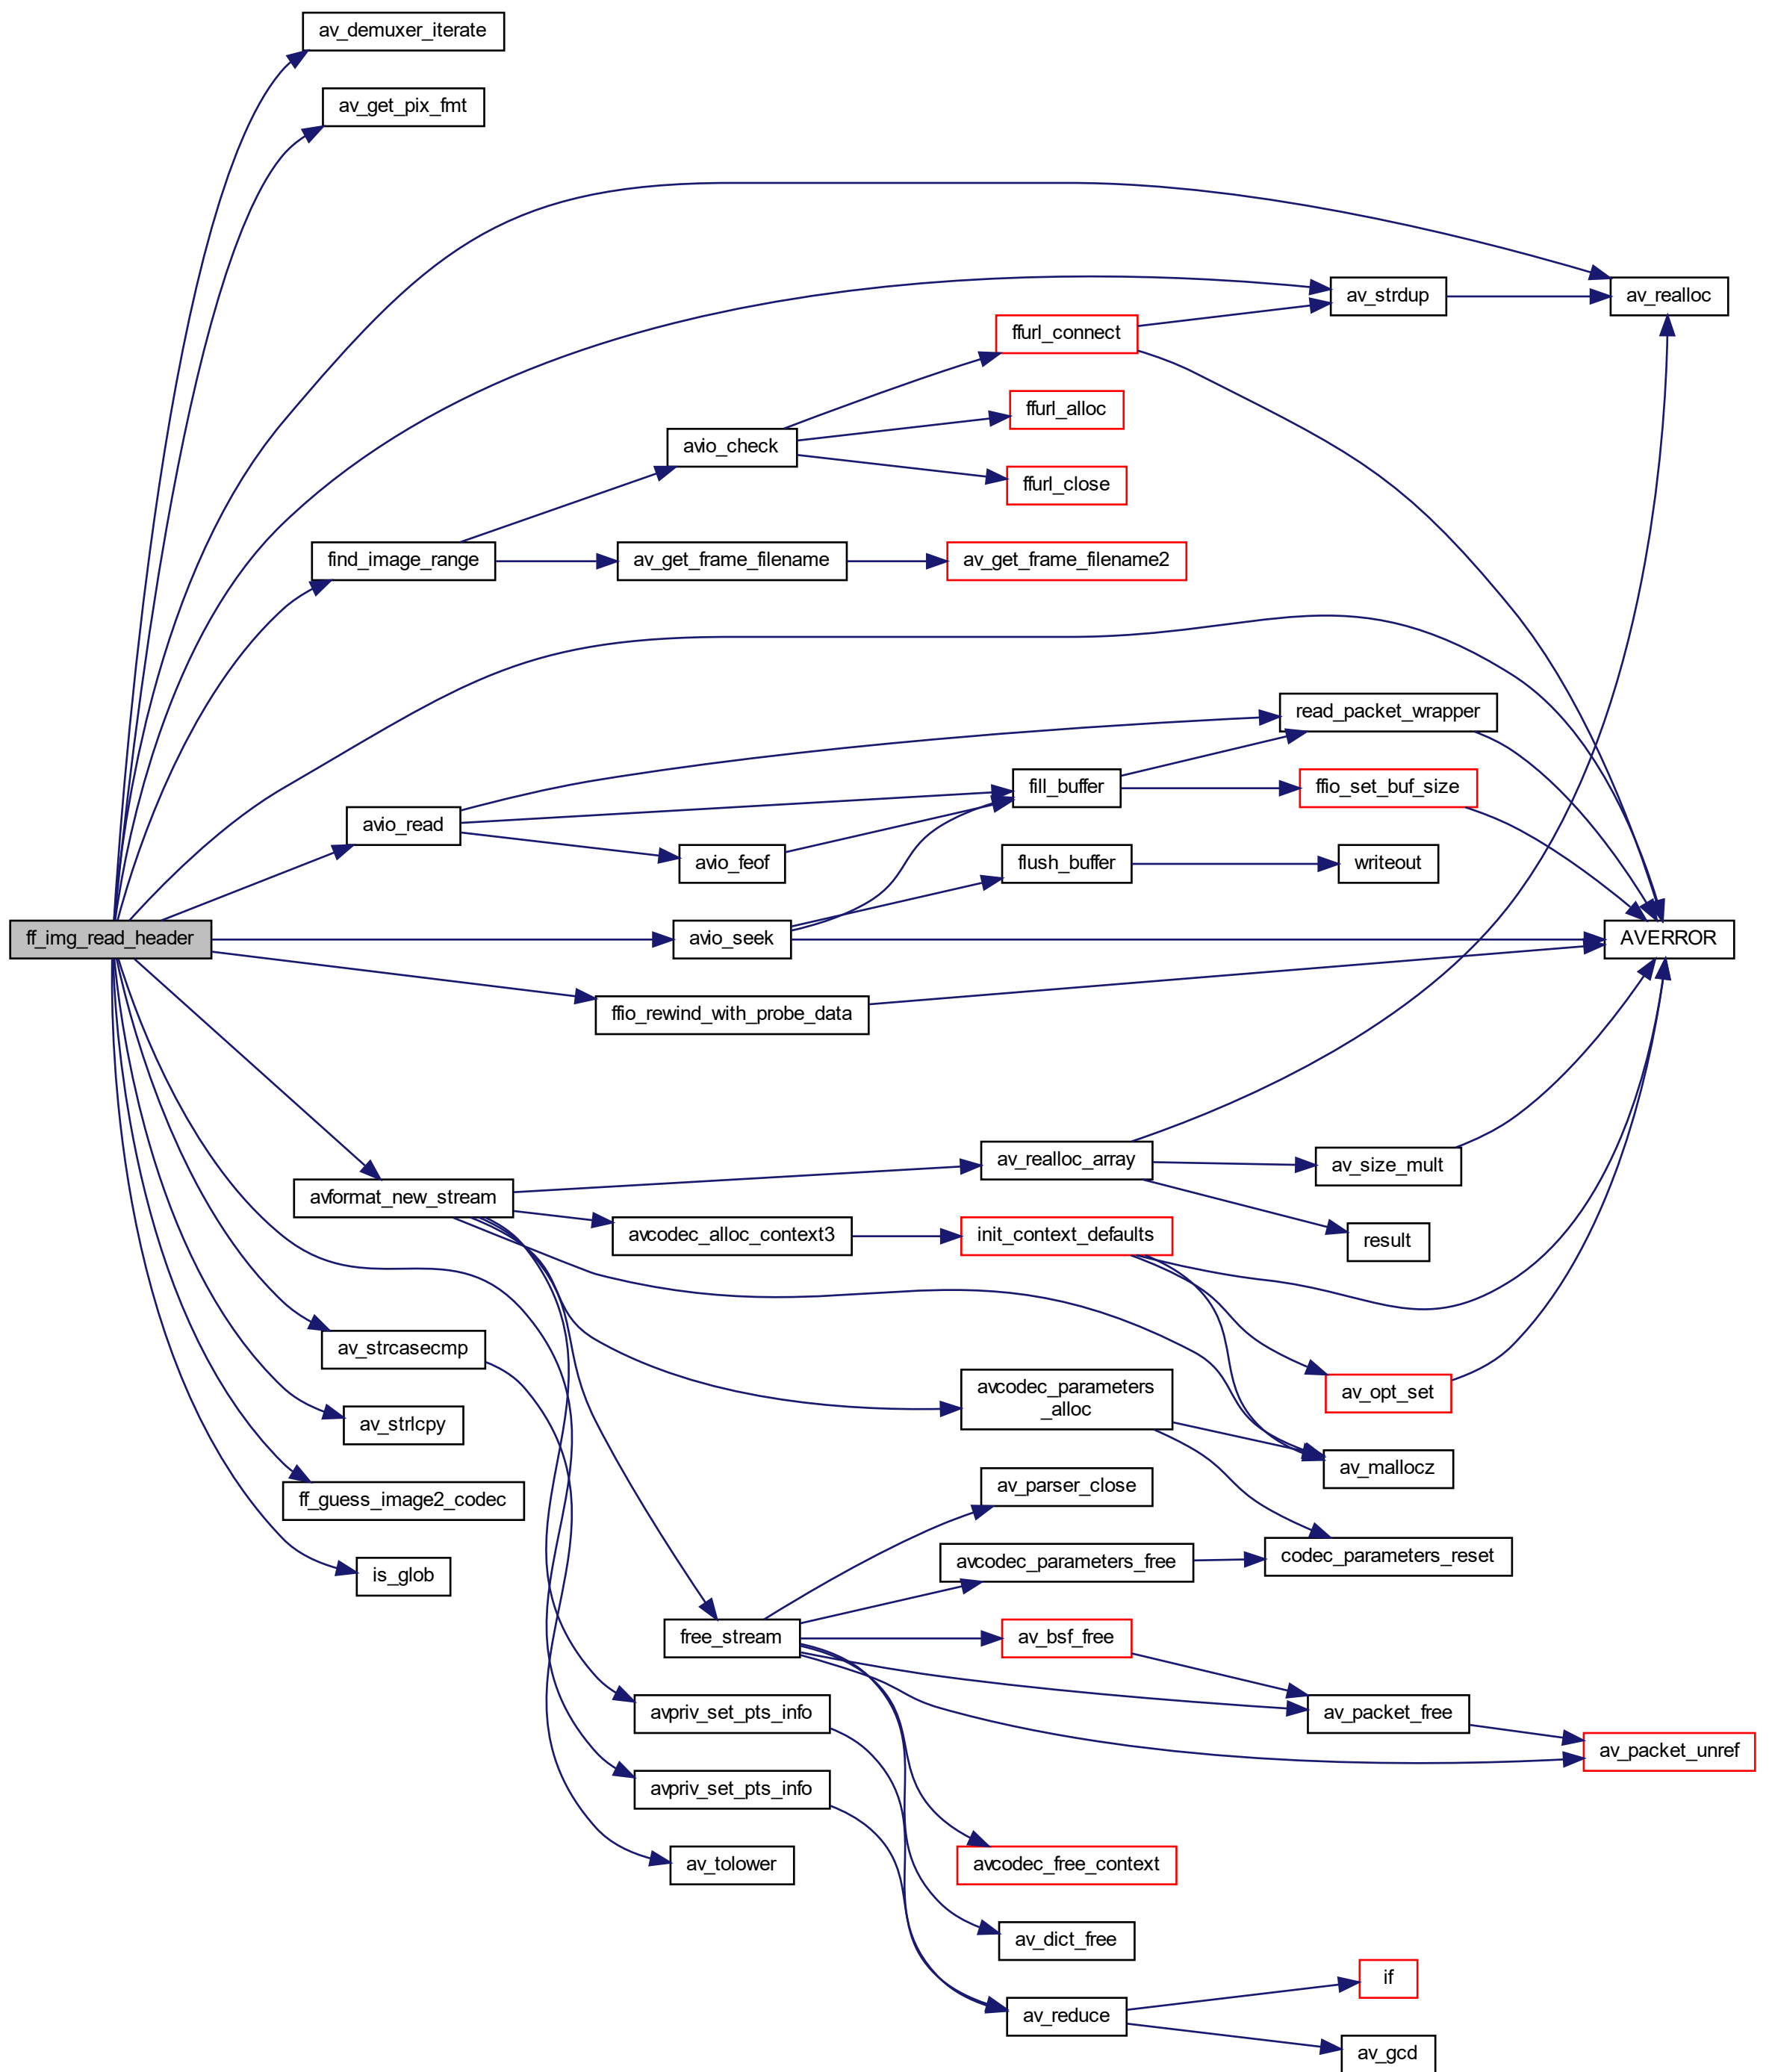 av_demuxer_iterate
av_get_pix_fmt
av_strdup
av_realloc
ffurl_connect
ffurl_alloc
avio_check
ffurl_close
find_image_range
av_get_frame_filename
av_get_frame_filename2
read_packet_wrapper
fill_buffer
ffio_set_buf_size
avio_read
avio_feof
flush_buffer
writeout
ff_img_read_header
avio_seek
AVERROR
ffio_rewind_with_probe_data
av_realloc_array
av_size_mult
avformat_new_stream
avcodec_alloc_context3
init_context_defaults
result
av_strcasecmp
avcodec_parameters
_alloc
av_opt_set
av_strlcpy
av_mallocz
av_parser_close
ff_guess_image2_codec
avcodec_parameters_free
codec_parameters_reset
is_glob
free_stream
av_bsf_free
avpriv_set_pts_info
av_packet_free
av_packet_unref
avpriv_set_pts_info
av_tolower
avcodec_free_context
av_dict_free
if
av_reduce
av_gcd